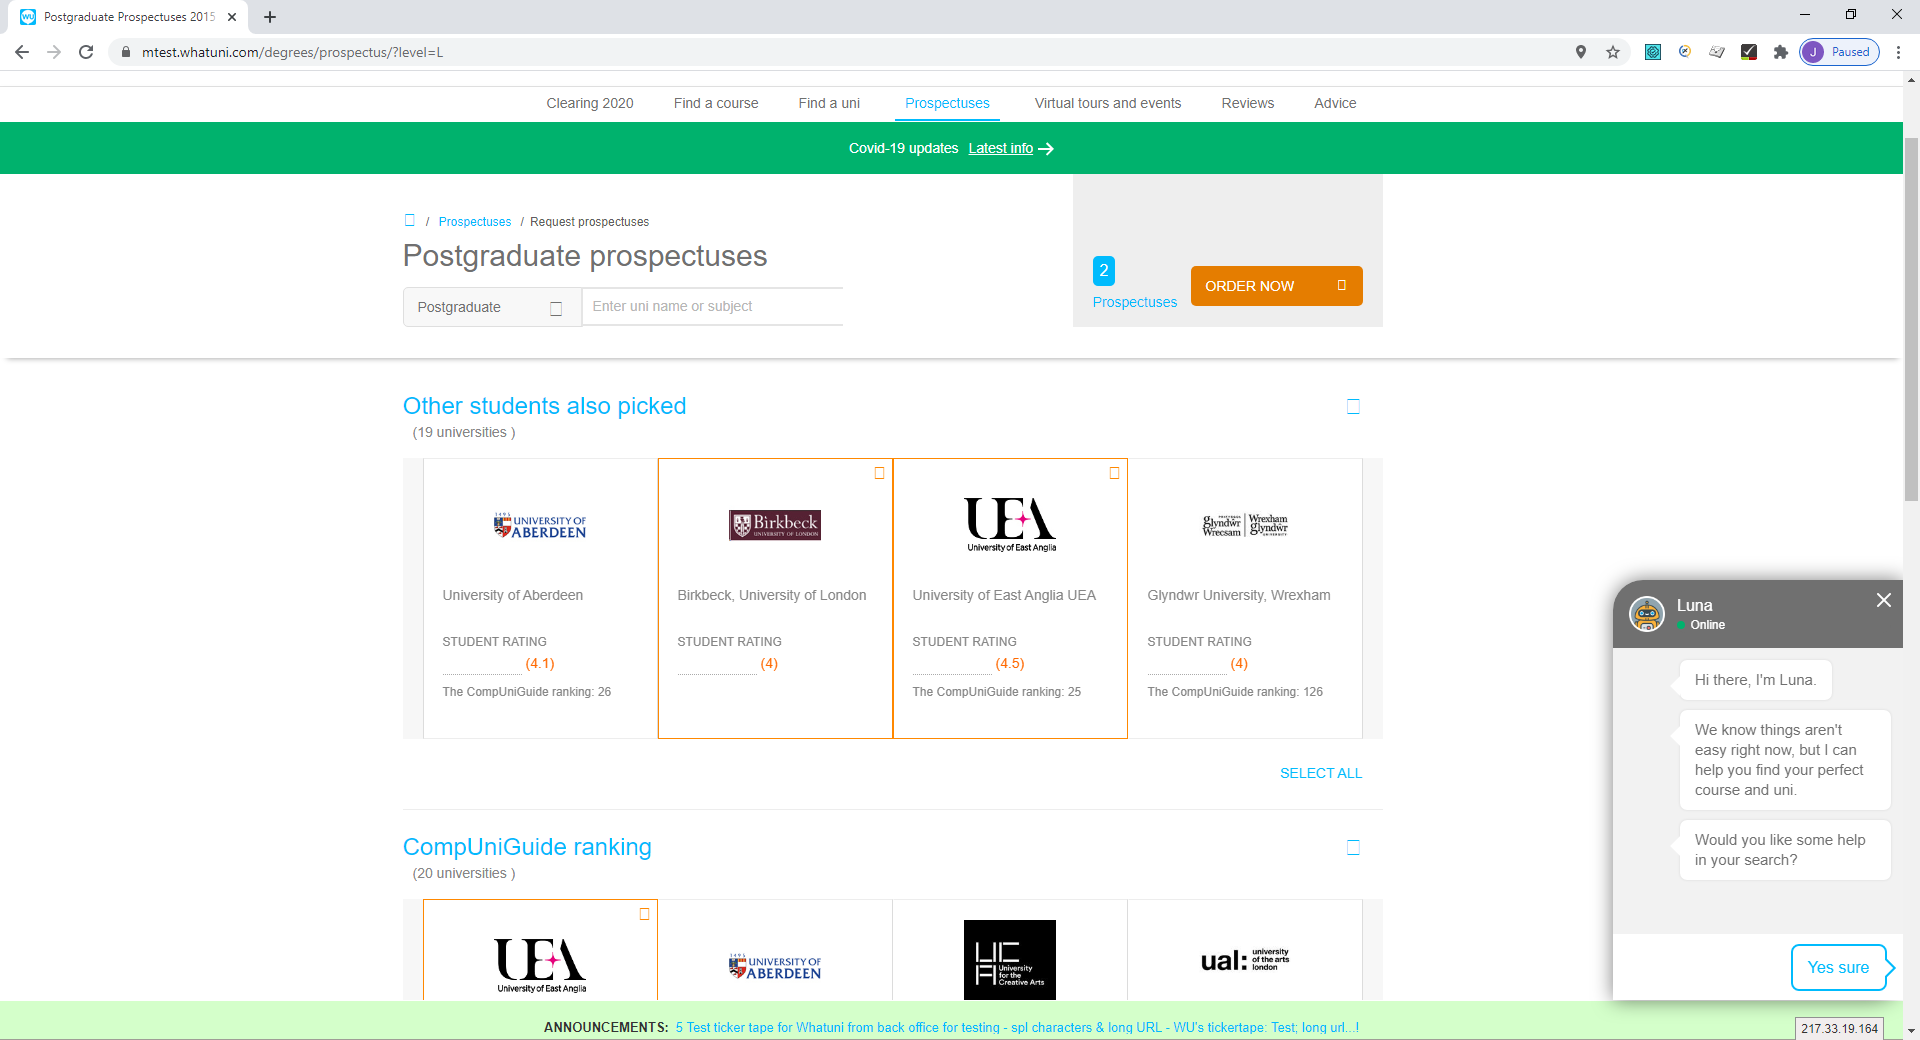 Postgraduate Prospectuses 2015
mtest.whatuni.com/degrees/prospectus/?level=L
J Paused
Clearing 2020 Find a course Find a uni Prospectuses Virtual tours and events Reviews Advice
Covid-19 updates Latest info
/ Prospectuses / Request prospectuses
Postgraduate prospectuses
2
Prospectuses
ORDER NOW
Postgraduate
Enter uni name or subject
Other students also picked
(19 universities )
1495 UNIVERSITY OF ABERDEEN
Birkbeck
UNIVERSITY OF LONDON
UEA
University of East Anglia
glyndŵr Wrecsam
Wrexham glyndŵr
University of Aberdeen
Birkbeck, University of London
University of East Anglia UEA
Glyndwr University, Wrexham
STUDENT RATING STUDENT RATING STUDENT RATING STUDENT RATING
(4.1) (4) (4.5) (4)
The CompUniGuide ranking: 26
The CompUniGuide ranking: 25
The CompUniGuide ranking: 126
SELECT ALL
CompUniGuide ranking
(20 universities )
UEA
University of East Anglia
1495 UNIVERSITY OF ABERDEEN
UCA
University
for the
Creative Arts
ual:
university
of the arts
london
Luna
Online
Hi there, I'm Luna.
We know things aren't
easy right now, but I can
help you find your perfect
course and uni.
Would you like some help
in your search?
Yes sure
ANNOUNCEMENTS: 5 Test ticker tape for Whatuni from back office for testing - spl characters & long URL - WU's tickertape: Test; long url...!
217.33.19.164